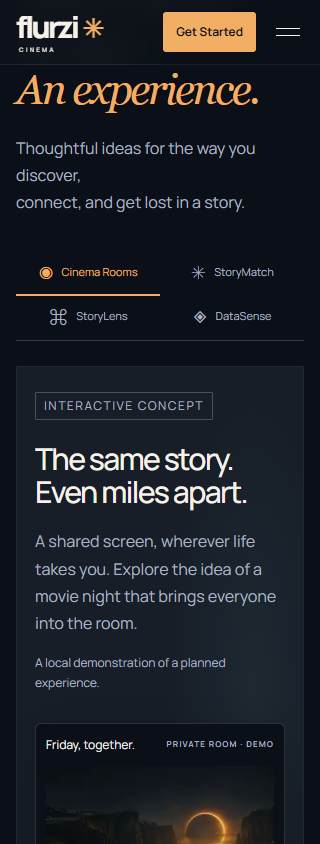 flurzi
CINEMA
Get Started
An experience.
Thoughtful ideas for the way you
discover,
connect, and get lost in a story.
Cinema Rooms
StoryMatch
StoryLens
DataSense
INTERACTIVE CONCEPT
The same story.
Even miles apart.
A shared screen, wherever life
takes you. Explore the idea of a
movie night that brings everyone
into the room.
A local demonstration of a planned
experience.
Friday, together.
PRIVATE ROOM · DEMO